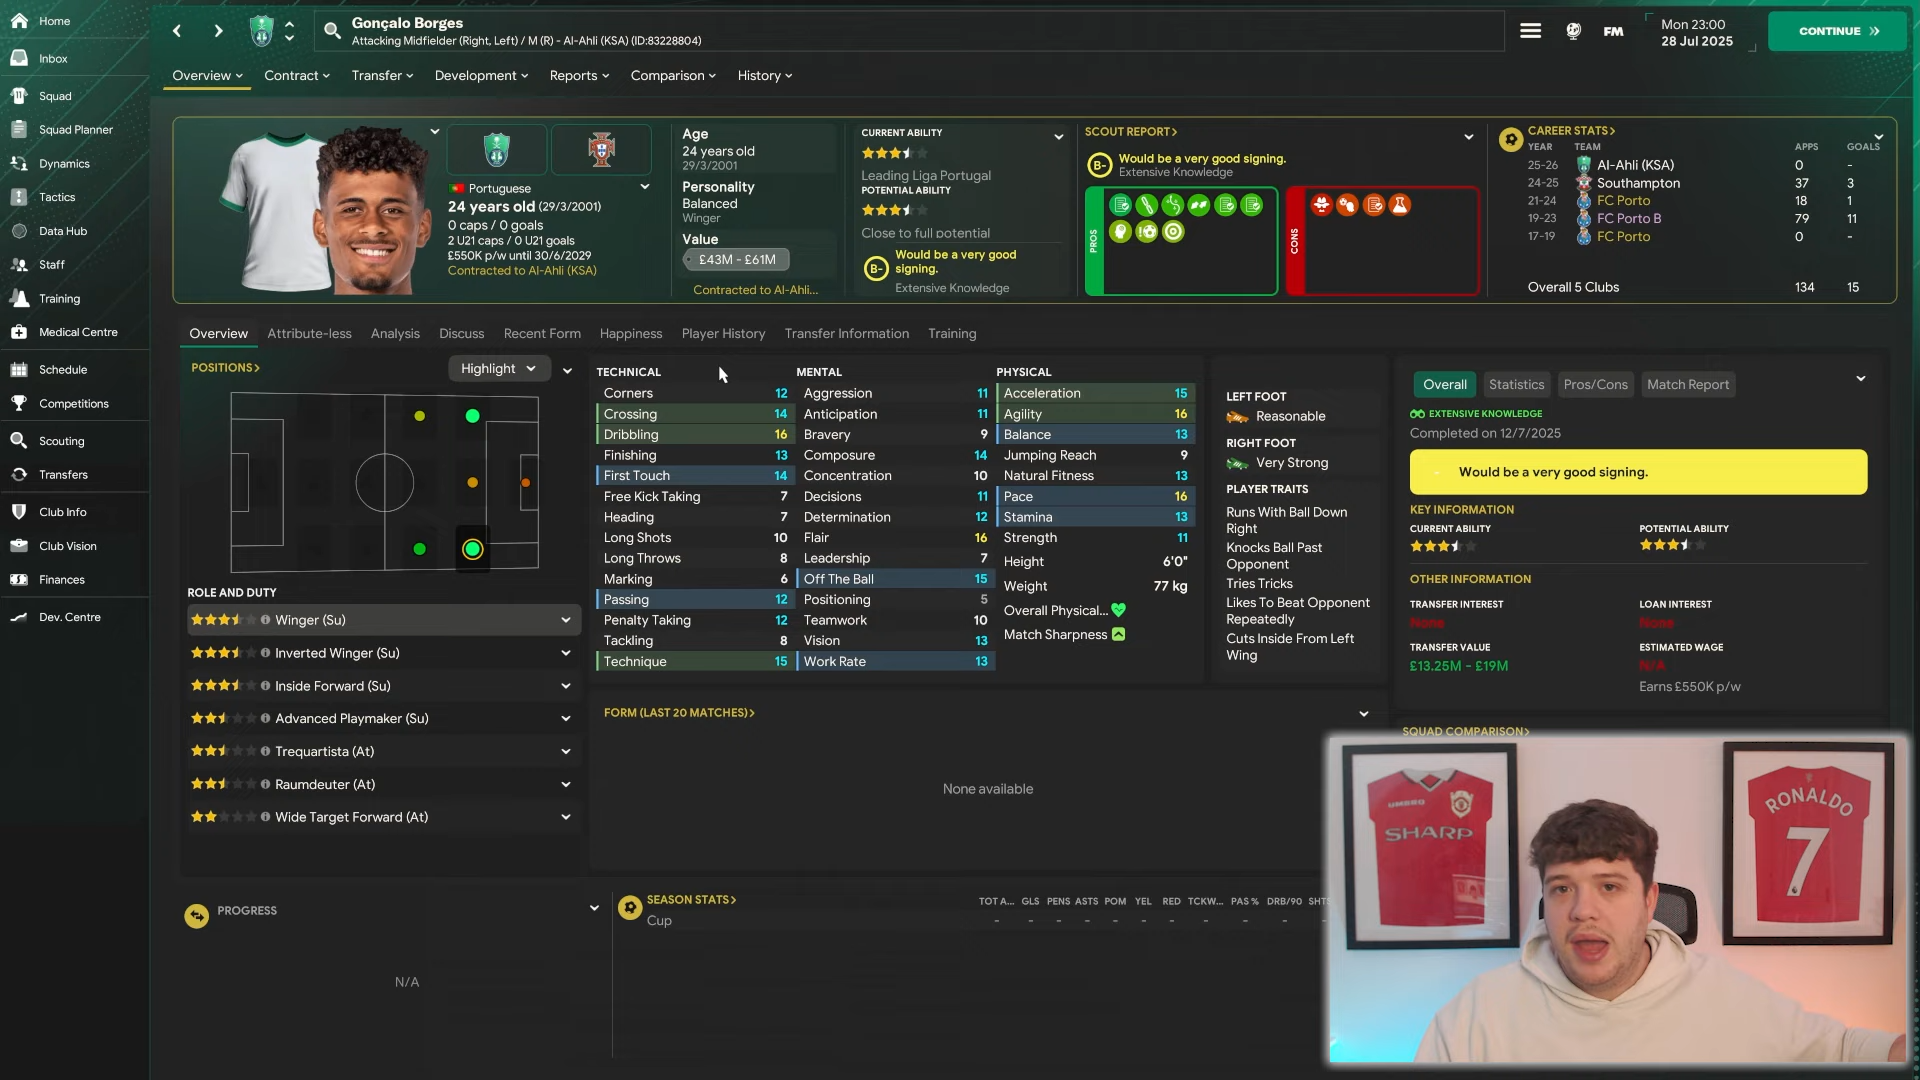 Home
Inbox
Squad
Squad Planner
Dynamics
Tactics
Data Hub
Staff
Training
Medical Centre
Schedule
Competitions
Scouting
Transfers
Club Info
Club Vision
Finances
Dev. Centre
Gonçalo Borges
Attacking Midfielder (Right, Left) / M (R) - Al-Ahli (KSA) (ID:83228804)
FM
Mon 23:00
28 Jul 2025
CONTINUE
Overview
Contract
Transfer
Development
Reports
Comparison
History
Portuguese
24 years old (29/3/2001)
0 caps / 0 goals
2 U21 caps / 0 U21 goals
£550K p/w until 30/6/2029
Contracted to Al-Ahli (KSA)
Age
24 years old
29/3/2001
Personality
Balanced
Winger
Value
£43M - £61M
Contracted to Al-Ahli...
CURRENT ABILITY
Leading Liga Portugal
POTENTIAL ABILITY
Close to full potential
B-
Would be a very good
signing.
Extensive Knowledge
SCOUT REPORT>
B-
Would be a very good signing.
Extensive Knowledge
PROS
CONS
CAREER STATS>
YEAR TEAM APPS GOALS
25-26 Al-Ahli (KSA) 0 -
24-25 Southampton 37 3
21-24 FC Porto 18 1
19-23 FC Porto B 79 11
17-19 FC Porto 0 -
Overall 5 Clubs 134 15
Overview
Attribute-less
Analysis
Discuss
Recent Form
Happiness
Player History
Transfer Information
Training
POSITIONS>
Highlight
ROLE AND DUTY
Winger (Su)
Inverted Winger (Su)
Inside Forward (Su)
Advanced Playmaker (Su)
Trequartista (At)
Raumdeuter (At)
Wide Target Forward (At)
TECHNICAL
Corners 12
Crossing 14
Dribbling 16
Finishing 13
First Touch 14
Free Kick Taking 7
Heading 7
Long Shots 10
Long Throws 8
Marking 6
Passing 12
Penalty Taking 12
Tackling 8
Technique 15
MENTAL
Aggression 11
Anticipation 11
Bravery 9
Composure 14
Concentration 10
Decisions 11
Determination 12
Flair 16
Leadership 7
Off The Ball 15
Positioning 5
Teamwork 10
Vision 13
Work Rate 13
PHYSICAL
Acceleration 15
Agility 16
Balance 13
Jumping Reach 9
Natural Fitness 13
Pace 16
Stamina 13
Strength 11
Height 6'0"
Weight 77 kg
Overall Physical...
Match Sharpness
LEFT FOOT
Reasonable
RIGHT FOOT
Very Strong
PLAYER TRAITS
Runs With Ball Down
Right
Knocks Ball Past
Opponent
Tries Tricks
Likes To Beat Opponent
Repeatedly
Cuts Inside From Left
Wing
Overall
Statistics
Pros/Cons
Match Report
EXTENSIVE KNOWLEDGE
Completed on 12/7/2025
Would be a very good signing.
KEY INFORMATION
CURRENT ABILITY
POTENTIAL ABILITY
OTHER INFORMATION
TRANSFER INTEREST
None
LOAN INTEREST
None
TRANSFER VALUE
£13.25M - £19M
ESTIMATED WAGE
N/A
Earns £550K p/w
SQUAD COMPARISON>
FORM (LAST 20 MATCHES)>
None available
PROGRESS
N/A
SEASON STATS>
Cup
TOT A... GLS PENS ASTS POM YEL RED TCKW... PAS % DRB/90 SHTS
- - - - - - - - - - -
UMBRO
SHARP
RONALDO
7